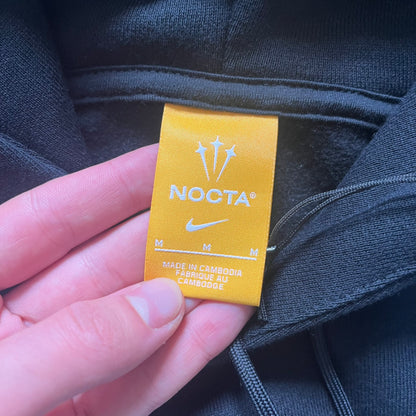 NOCTA®
M M M
MADE IN CAMBODIA
FABRIQUÉ AU
CAMBODGE